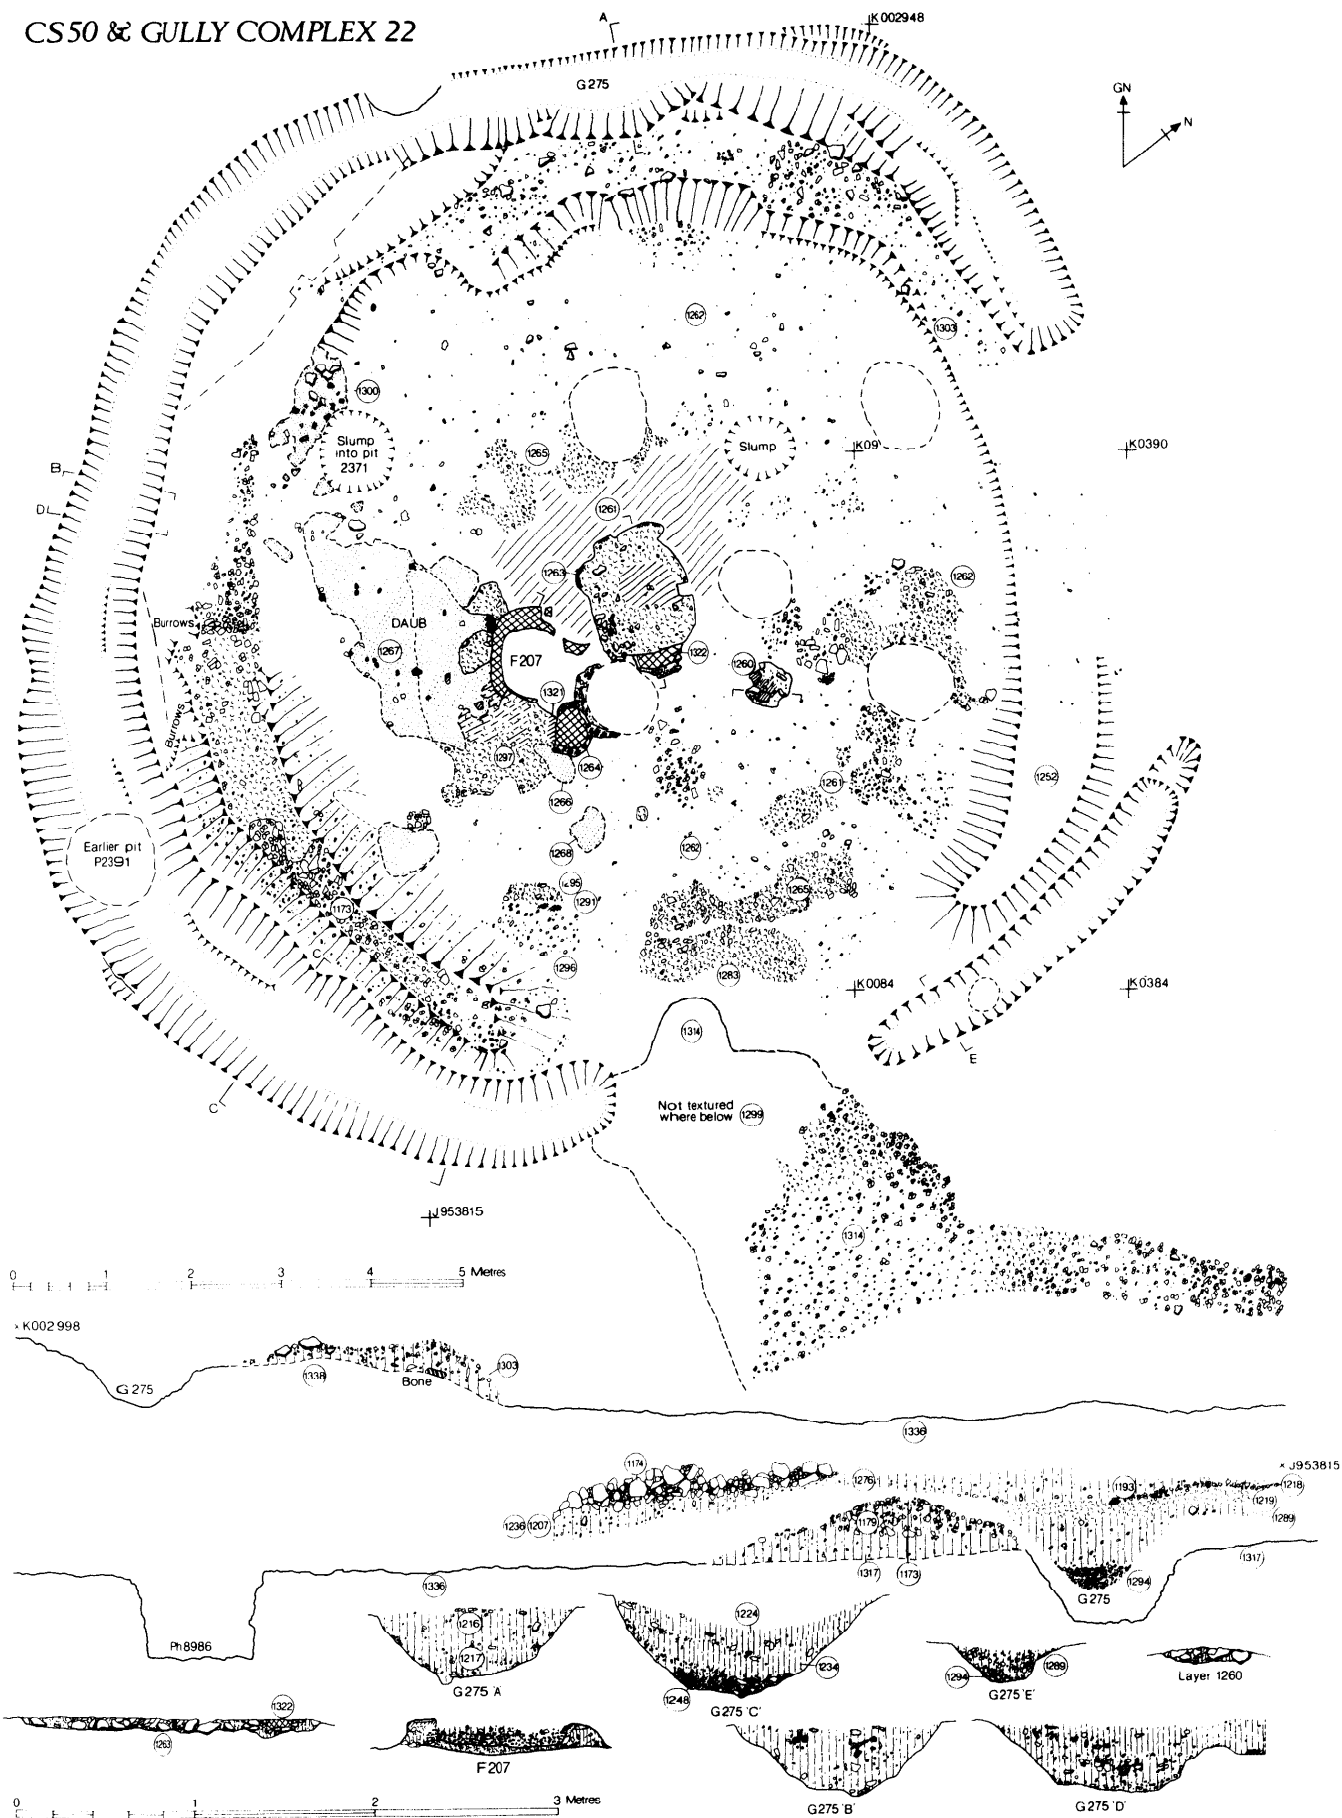 CS50 & GULLY COMPLEX 22
A
K002948
G275
GN
N
1262
1303
1300
Slump
into pit
2371
1265
Slump
K09
K0390
B
D
1261
1263
1262
Burrows
DAUB
1267
F207
1322
1260
1321
Burrows
1297
1264
1261
1252
1266
Earlier pit
P2391
1268
1262
1173
1291
1265
C
1296
1283
K0084
K0384
1314
E
C
Not textured
where below 1299
J953815
1314
0 1 2 3 4 5 Metres
K002998
G275
1338
Bone
1303
1336
1174
J953815
1276
1193
1218
1219
1236
1207
1179
1289
1336
1317
1173
1294
1317
G275
Ph8986
1216
1217
G275 'A'
1224
1234
1248
G275 'C'
1294
1289
G275 'E'
Layer 1260
1322
1263
F207
G275 'B'
G275 'D'
0 1 2 3 Metres